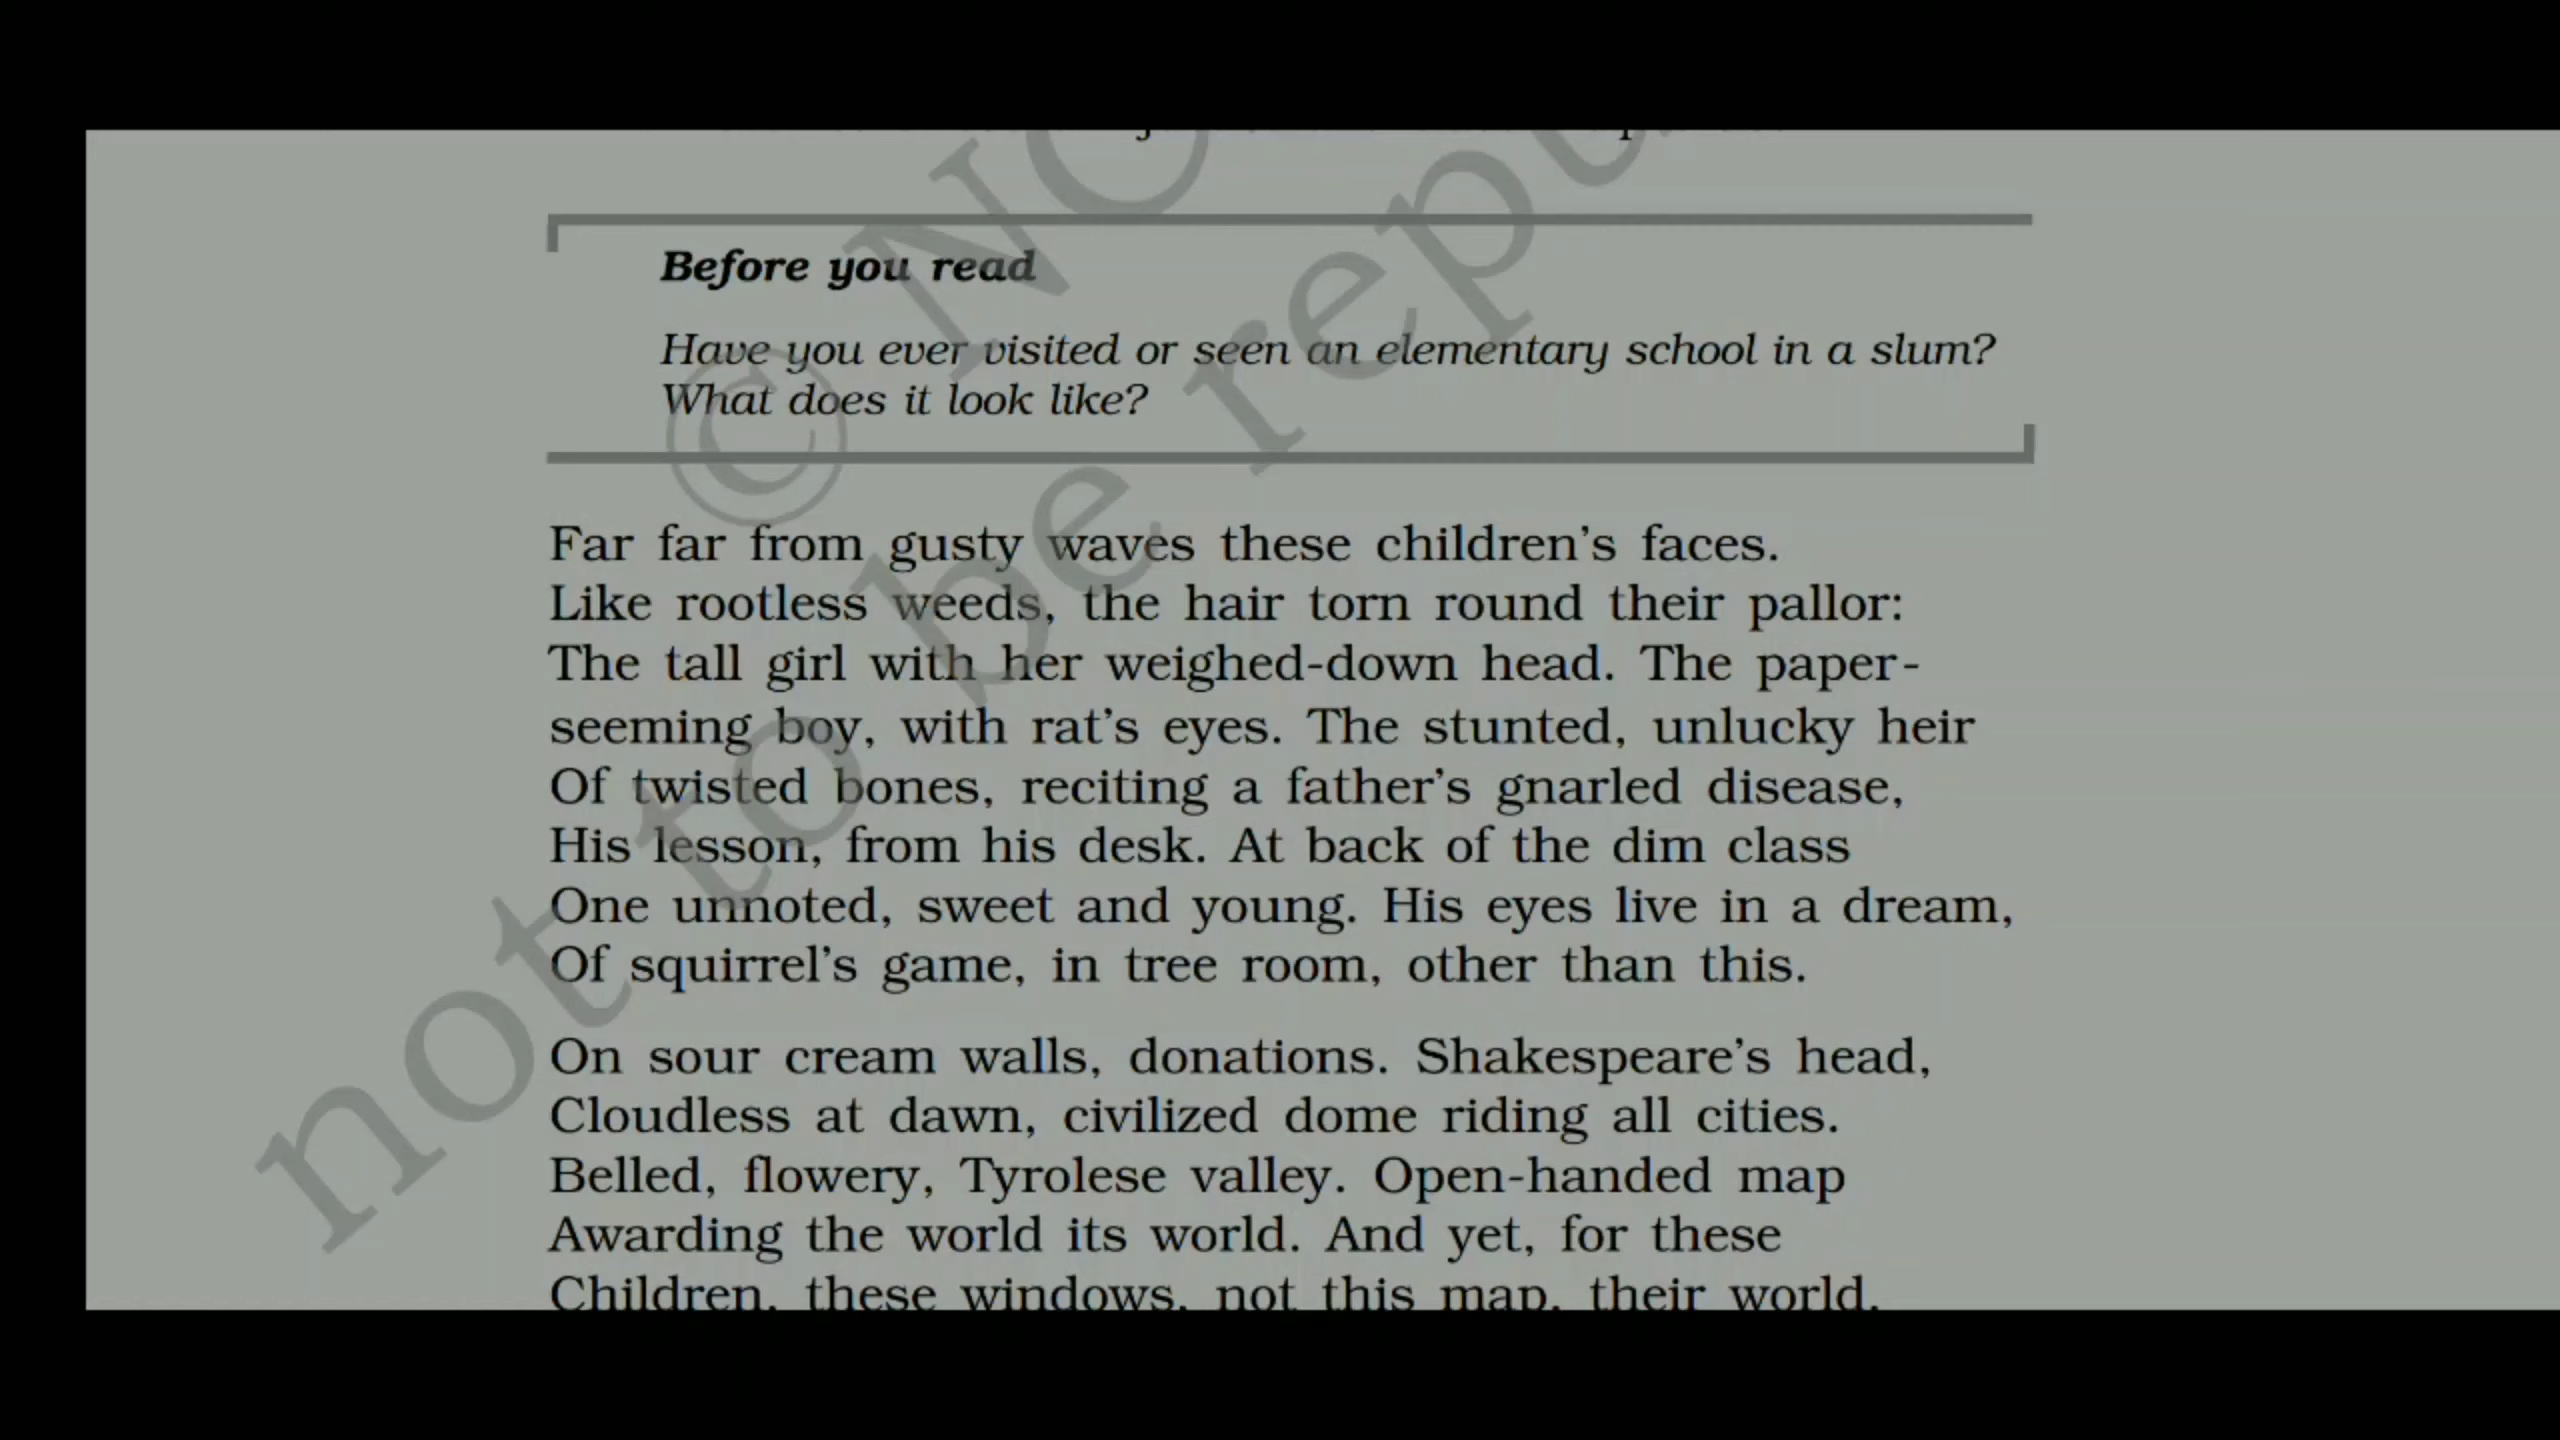 Before you read
Have you ever visited or seen an elementary school in a slum?
What does it look like?
Far far from gusty waves these children’s faces.
Like rootless weeds, the hair torn round their pallor:
The tall girl with her weighed-down head. The paper-
seeming boy, with rat’s eyes. The stunted, unlucky heir
Of twisted bones, reciting a father’s gnarled disease,
His lesson, from his desk. At back of the dim class
One unnoted, sweet and young. His eyes live in a dream,
Of squirrel’s game, in tree room, other than this.
On sour cream walls, donations. Shakespeare’s head,
Cloudless at dawn, civilized dome riding all cities.
Belled, flowery, Tyrolese valley. Open-handed map
Awarding the world its world. And yet, for these
Children, these windows, not this map, their world,
© NC
not to be repu